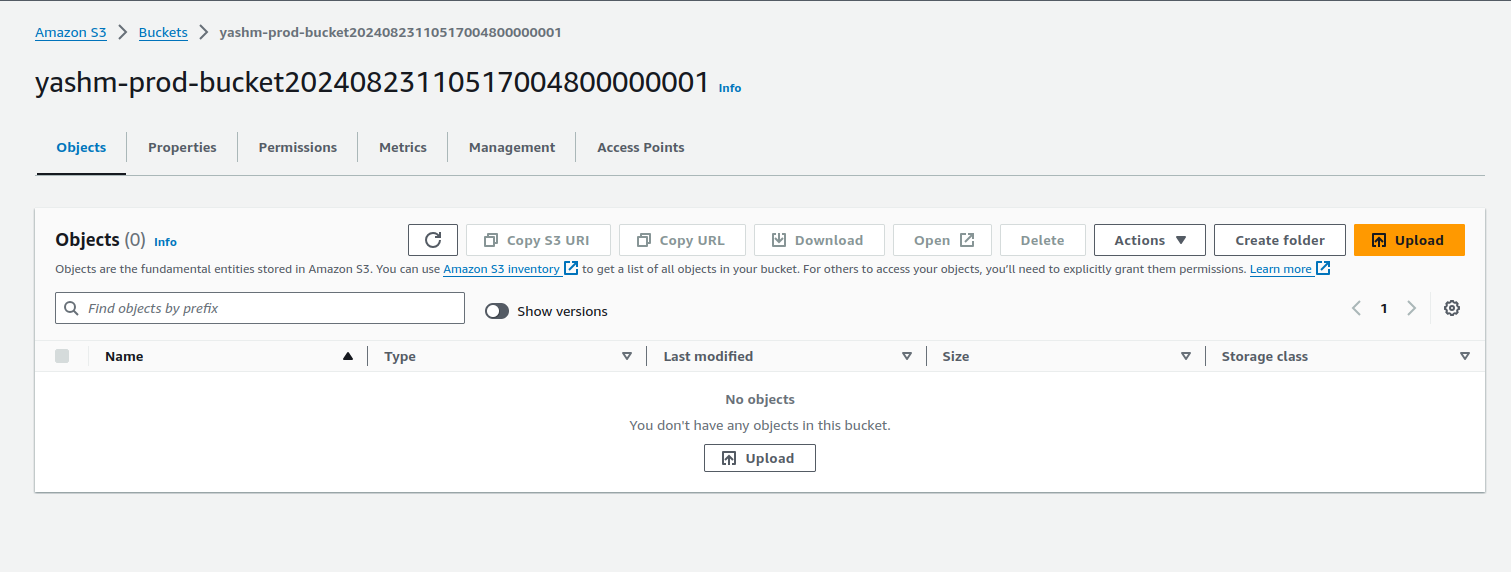 Amazon S3 > Buckets > yashm-prod-bucket20240823110517004800000001
yashm-prod-bucket20240823110517004800000001 Info
Objects Properties Permissions Metrics Management Access Points
Objects (0) Info Copy S3 URI Copy URL Download Open Delete Actions Create folder Upload
Objects are the fundamental entities stored in Amazon S3. You can use Amazon S3 inventory to get a list of all objects in your bucket. For others to access your objects, you'll need to explicitly grant them permissions. Learn more
Find objects by prefix Show versions 1
Name Type Last modified Size Storage class
No objects
You don't have any objects in this bucket.
Upload